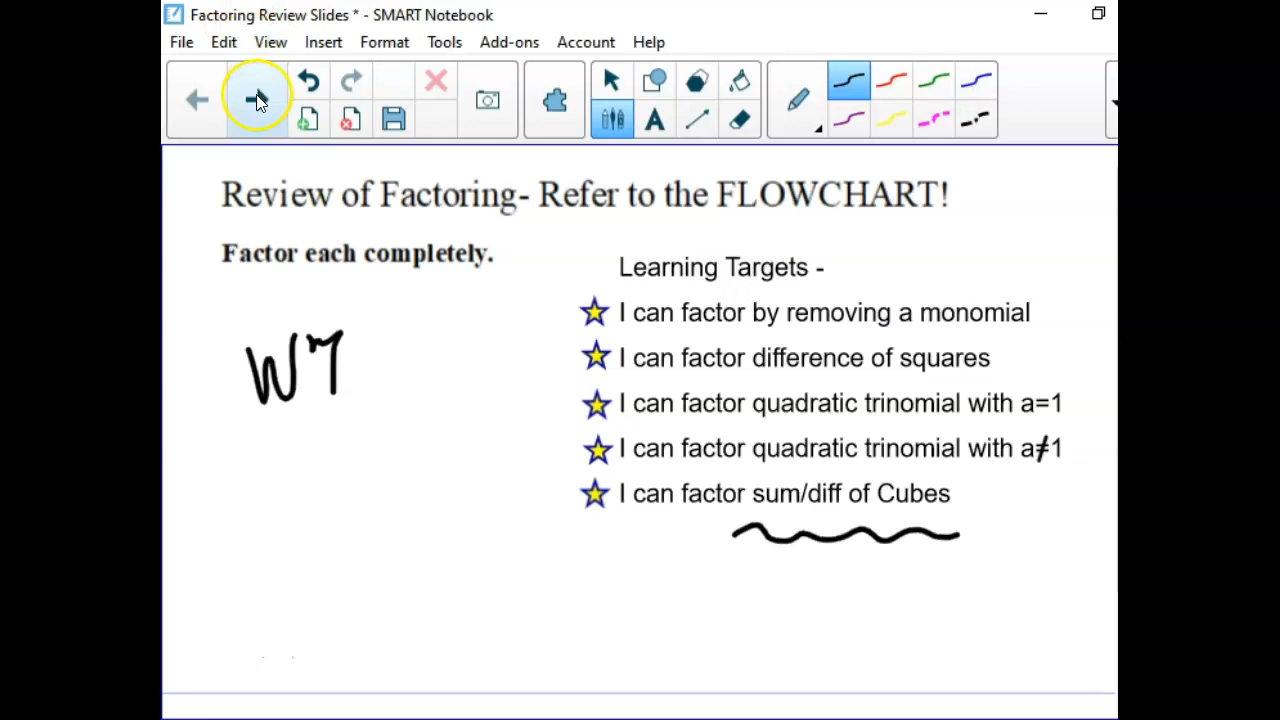 Factoring Review Slides * - SMART Notebook
File Edit View Insert Format Tools Add-ons Account Help
Review of Factoring- Refer to the FLOWCHART!
Factor each completely.
Learning Targets -
I can factor by removing a monomial
I can factor difference of squares
I can factor quadratic trinomial with a=1
I can factor quadratic trinomial with a≠1
I can factor sum/diff of Cubes